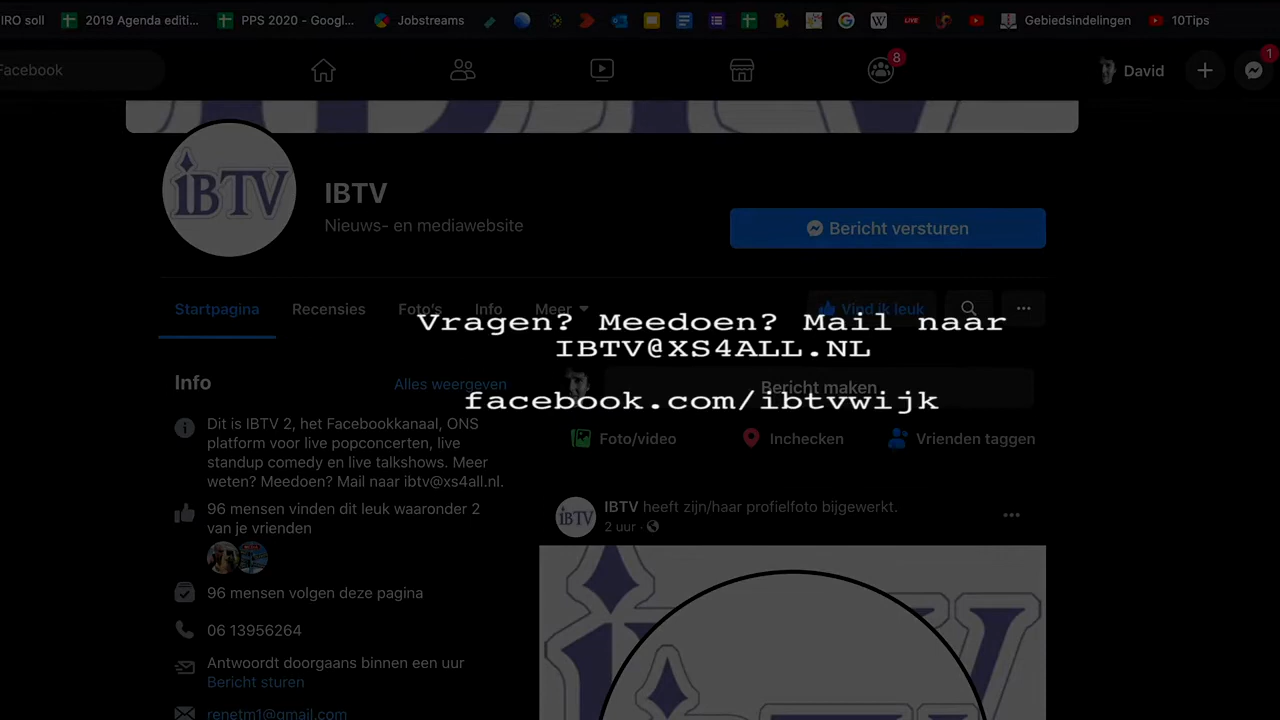 IRO soll 2019 Agenda editi... PPS 2020 - Googl... Jobstreams LIVE W Gebiedsindelingen 10Tips
Facebook 8 David 1
IBTV
IBTV
Nieuws- en mediawebsite
Bericht versturen
Startpagina Recensies Foto's Info Meer Vind ik leuk
Vragen? Meedoen? Mail naar
IBTV@XS4ALL.NL
Info Alles weergeven
Bericht maken
facebook.com/ibtvwijk
Dit is IBTV 2, het Facebookkanaal, ONS
platform voor live popconcerten, live
standup comedy en live talkshows. Meer
weten? Meedoen? Mail naar ibtv@xs4all.nl.
Foto/video Inchecken Vrienden taggen
96 mensen vinden dit leuk waaronder 2
van je vrienden
IBTV IBTV heeft zijn/haar profielfoto bijgewerkt.
2 uur ·
96 mensen volgen deze pagina
06 13956264
Antwoordt doorgaans binnen een uur
Bericht sturen
renetm1@gmail.com